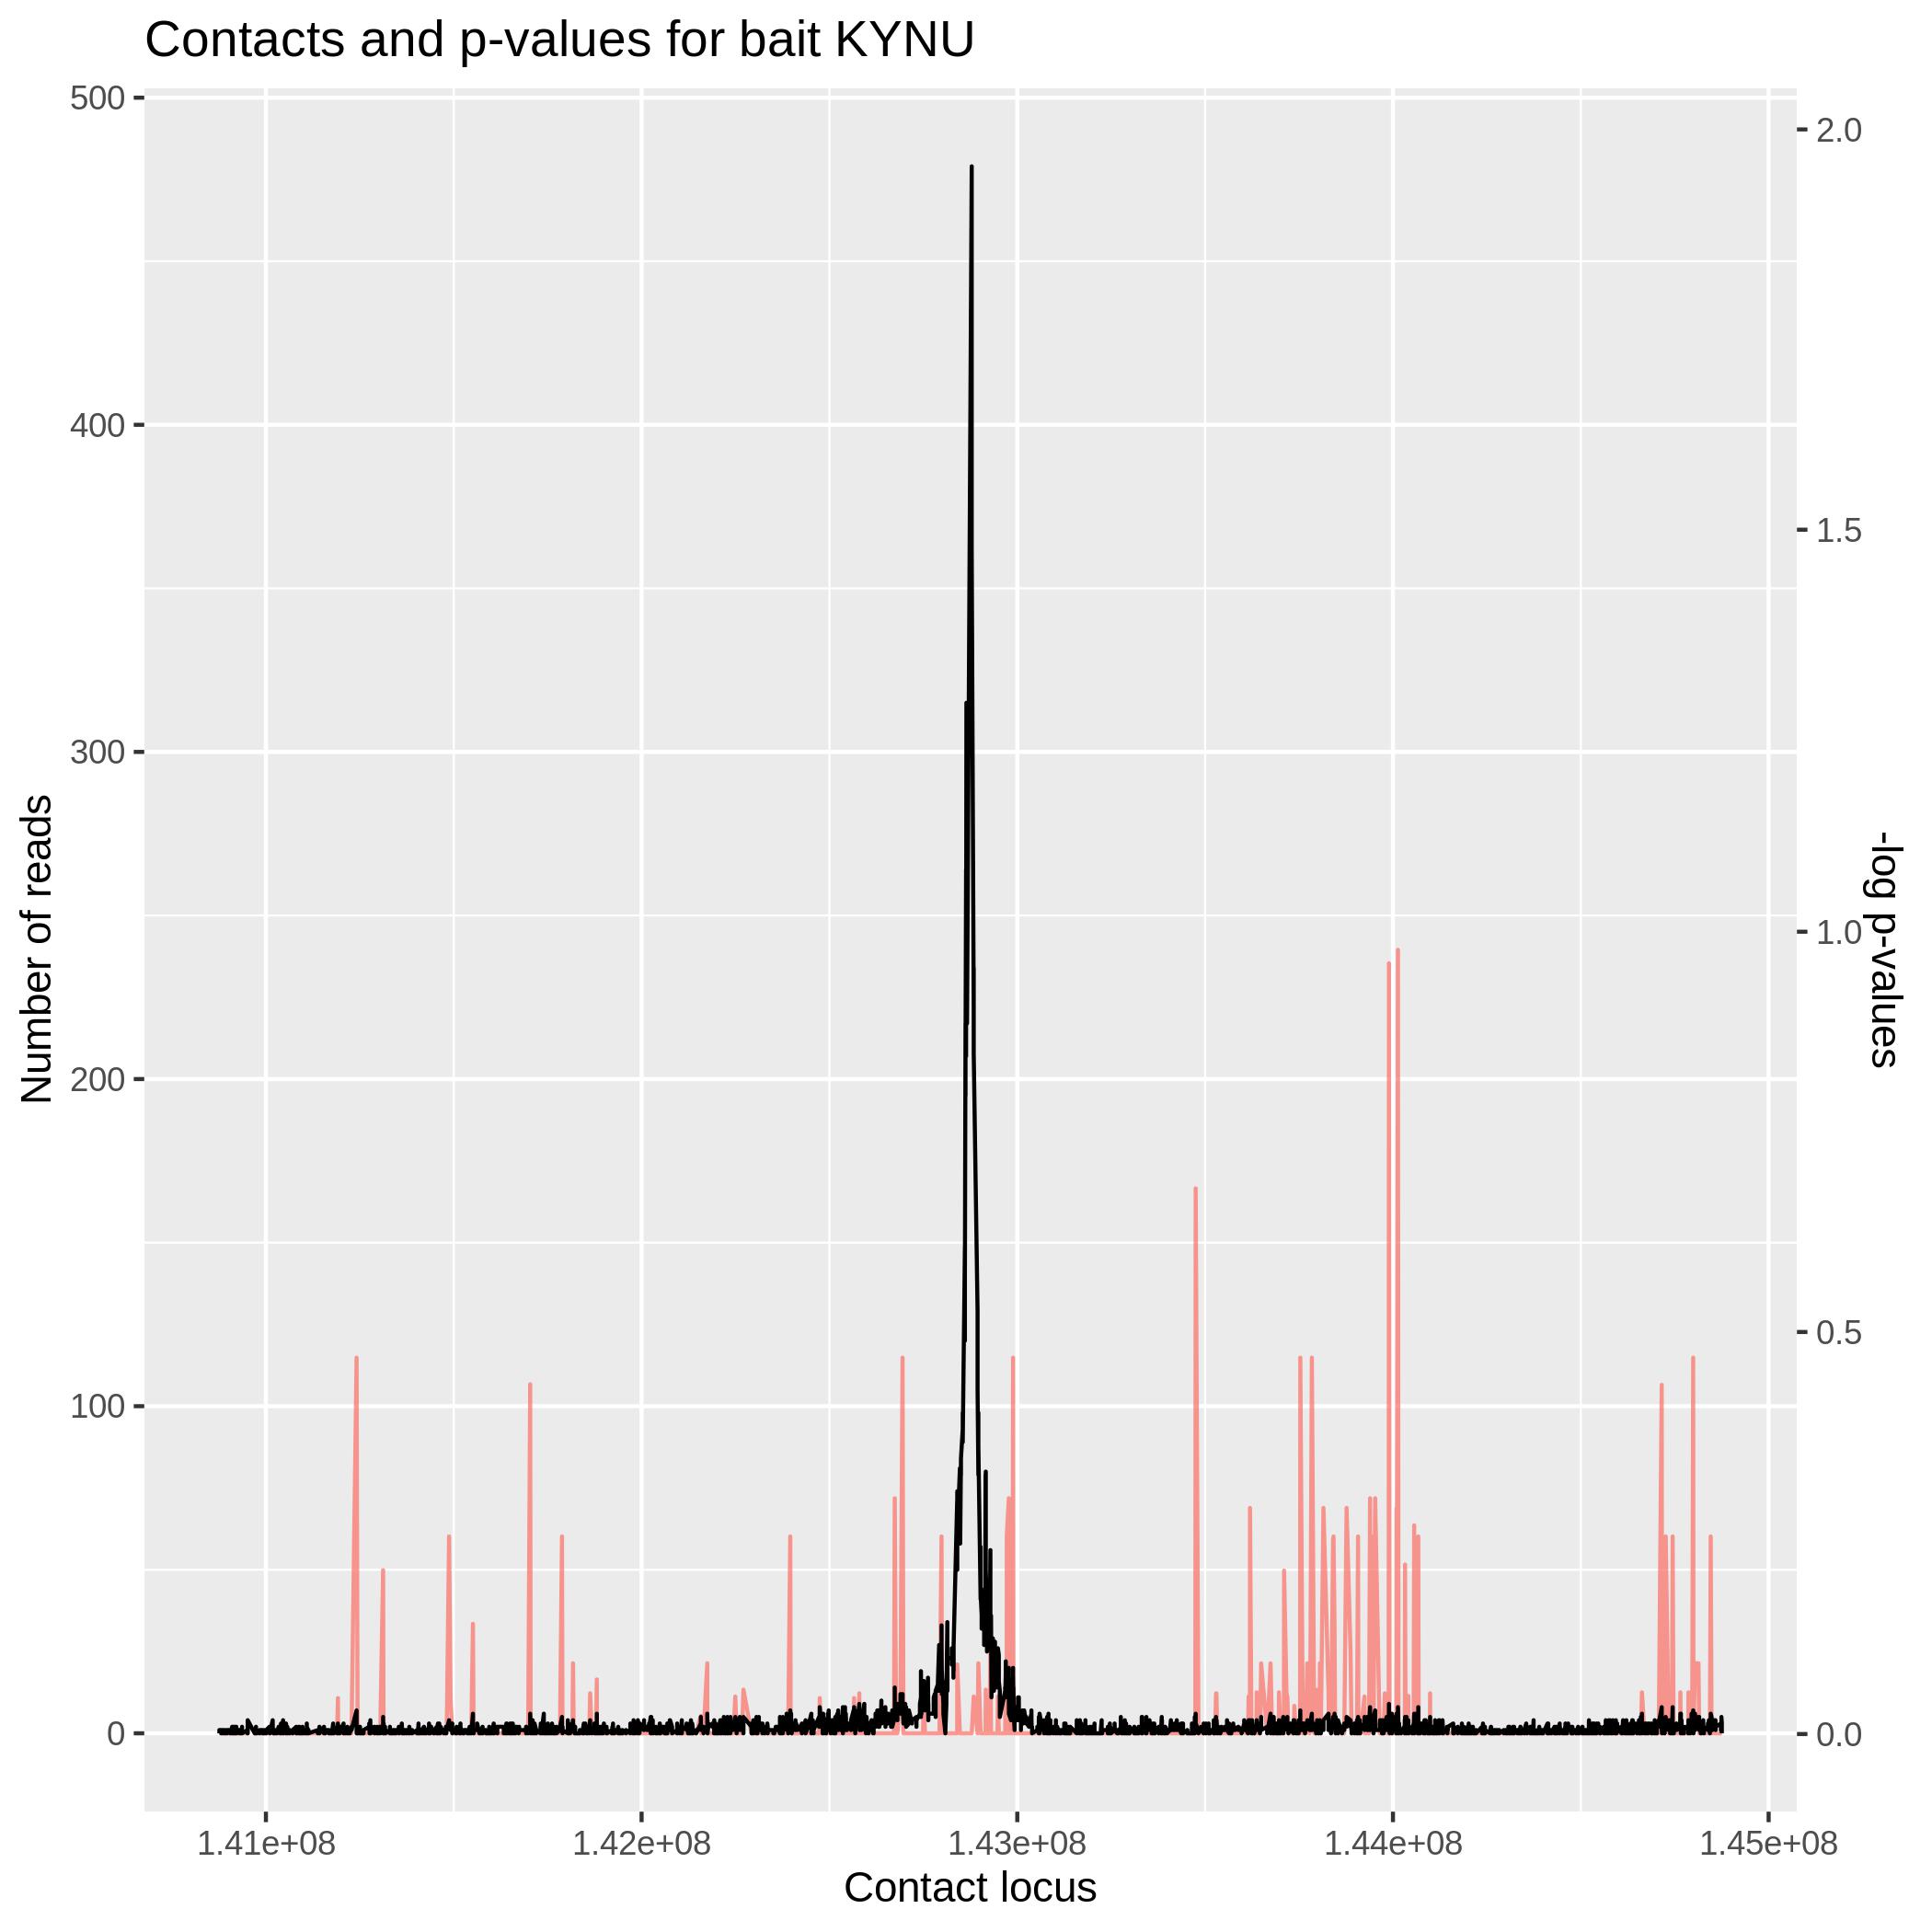 Contacts and p-values for bait KYNU
500
400
300
200
100
0
Number of reads
2.0
1.5
1.0
0.5
0.0
-log p-values
1.41e+08
1.42e+08
1.43e+08
1.44e+08
1.45e+08
Contact locus